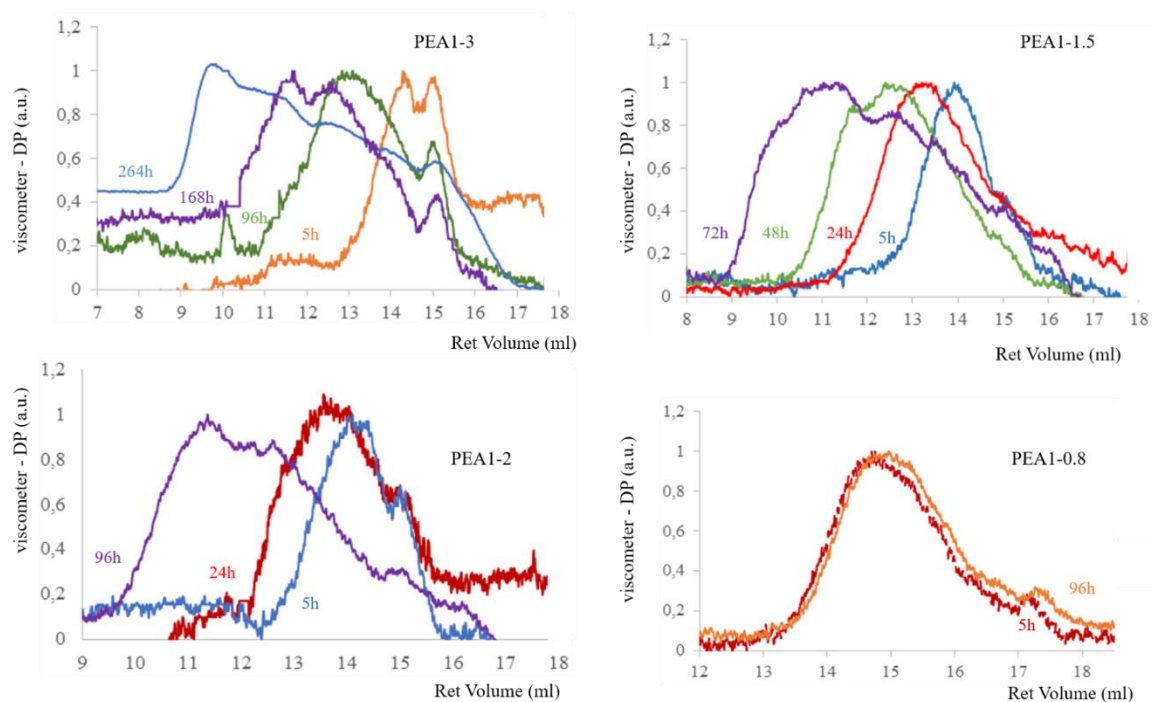 PEA1-3
viscometer - DP (a.u.)
1,2
1
0,8
0,6
0,4
0,2
0
264h
168h
96h
5h
7 8 9 10 11 12 13 14 15 16 17 18
Ret Volume (ml)
PEA1-1.5
viscometer - DP (a.u.)
1,2
1
0,8
0,6
0,4
0,2
0
72h
48h
24h
5h
8 9 10 11 12 13 14 15 16 17 18
Ret Volume (ml)
PEA1-2
viscometer - DP (a.u.)
1,2
1
0,8
0,6
0,4
0,2
0
96h
24h
5h
9 10 11 12 13 14 15 16 17 18
Ret Volume (ml)
PEA1-0.8
viscometer - DP (a.u.)
1,2
1
0,8
0,6
0,4
0,2
0
96h
5h
12 13 14 15 16 17 18
Ret Volume (ml)